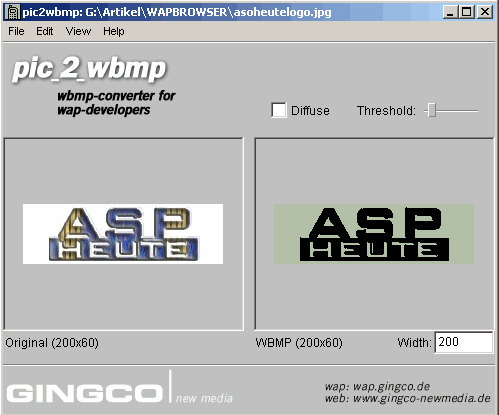 pic2wbmp: G:\Artikel\WAPBROWSER\asoheutelogo.jpg
File Edit View Help
pic_2_wbmp
wbmp-converter for
wap-developers
Diffuse Threshold:
ASP
HEUTE
ASP
HEUTE
Original (200x60)
WBMP (200x60) Width: 200
GINGCO new media
wap: wap.gingco.de
web: www.gingco-newmedia.de